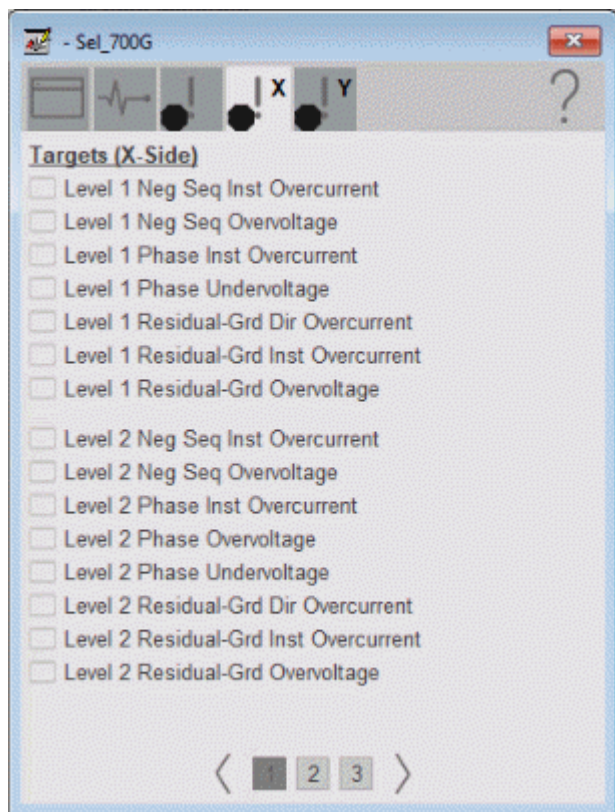 - Sel_700G
X Y ?
Targets (X-Side)
Level 1 Neg Seq Inst Overcurrent
Level 1 Neg Seq Overvoltage
Level 1 Phase Inst Overcurrent
Level 1 Phase Undervoltage
Level 1 Residual-Grd Dir Overcurrent
Level 1 Residual-Grd Inst Overcurrent
Level 1 Residual-Grd Overvoltage
Level 2 Neg Seq Inst Overcurrent
Level 2 Neg Seq Overvoltage
Level 2 Phase Inst Overcurrent
Level 2 Phase Overvoltage
Level 2 Phase Undervoltage
Level 2 Residual-Grd Dir Overcurrent
Level 2 Residual-Grd Inst Overcurrent
Level 2 Residual-Grd Overvoltage
1 2 3